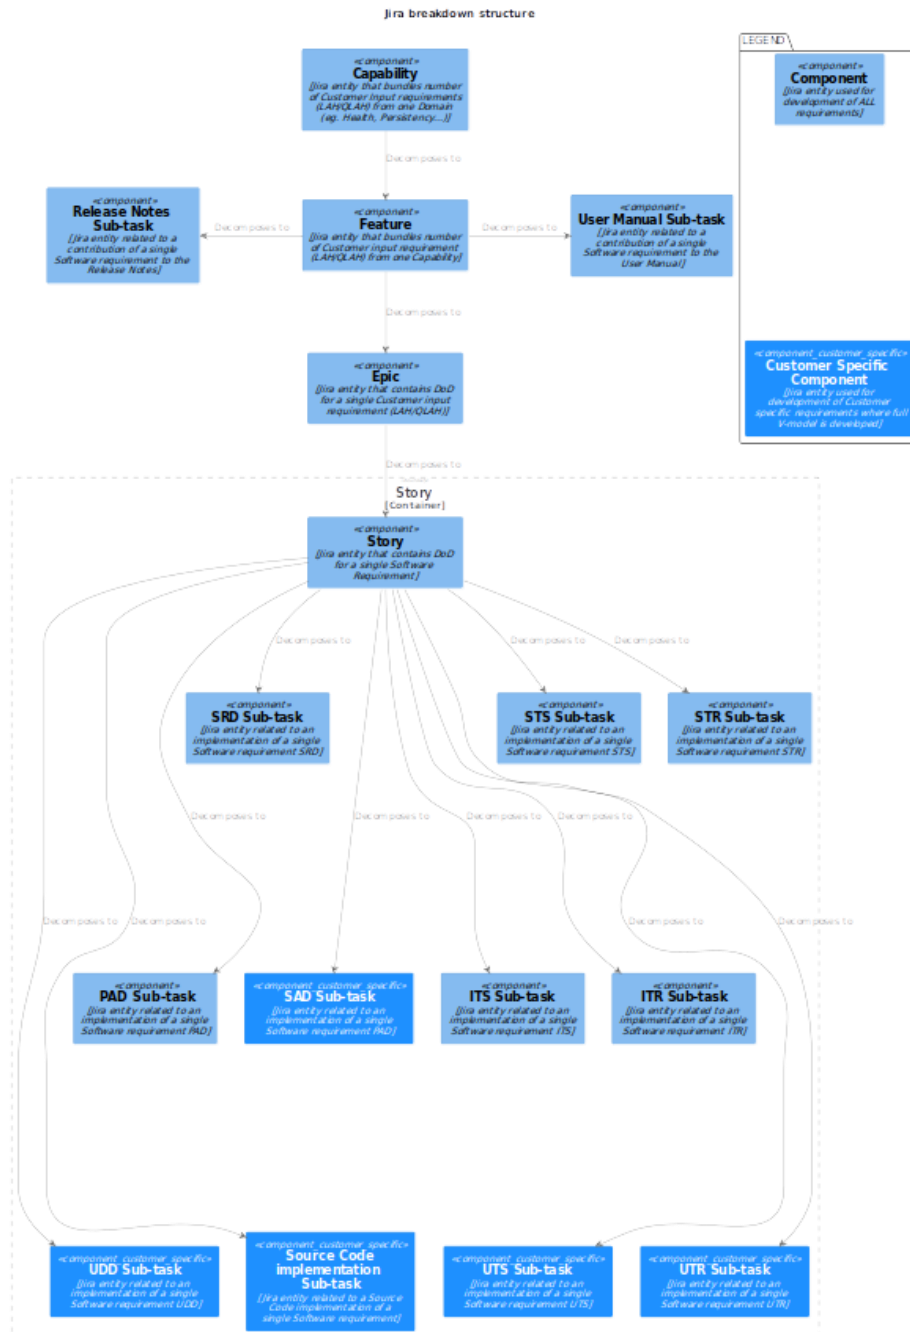 Jira breakdown structure
LEGEND
«component»
Capability
[Jira entity that bundles number
of Customer Input requirements
(LAH/QLAH) from one Domain
(eg. Health, Persistency...)]
«component»
Component
[Jira entity used for
development of ALL
requirements]
Decomposes to
«component»
Release Notes
Sub-task
[Jira entity related to a
contribution of a single
Software requirement to the
Release Notes]
Decomposes to
«component»
Feature
[Jira entity that bundles number
of Customer input requirement
(LAH/QLAH) from one Capability]
Decomposes to
«component»
User Manual Sub-task
[Jira entity related to a
contribution of a single
Software requirement to the
User Manual]
Decomposes to
«component»
Epic
[Jira entity that contains DoD
for a single Customer input
requirement (LAH/QLAH)]
«component_customer_specific»
Customer Specific
Component
[Jira entity used for
development of Customer
specific requirements where full
V-model is developed]
Decomposes to
Story
[Container]
«component»
Story
[Jira entity that contains DoD
for a single Software
Requirement]
Decomposes to
Decomposes to
Decomposes to
«component»
SRD Sub-task
[Jira entity related to an
implementation of a single
Software requirement SRD]
«component»
STS Sub-task
[Jira entity related to an
implementation of a single
Software requirement STS]
«component»
STR Sub-task
[Jira entity related to an
implementation of a single
Software requirement STR]
Decomposes to
Decomposes to
Decomposes to
Decomposes to
Decomposes to
Decomposes to
Decomposes to
Decomposes to
«component»
PAD Sub-task
[Jira entity related to an
implementation of a single
Software requirement PAD]
«component_customer_specific»
SAD Sub-task
[Jira entity related to an
implementation of a single
Software requirement PAD]
«component»
ITS Sub-task
[Jira entity related to an
implementation of a single
Software requirement ITS]
«component»
ITR Sub-task
[Jira entity related to an
implementation of a single
Software requirement ITR]
«component_customer_specific»
UDD Sub-task
[Jira entity related to an
implementation of a single
Software requirement UDD]
«component_customer_specific»
Source Code
implementation
Sub-task
[Jira entity related to a Source
Code implementation of a
single Software requirement]
«component_customer_specific»
UTS Sub-task
[Jira entity related to an
implementation of a single
Software requirement UTS]
«component_customer_specific»
UTR Sub-task
[Jira entity related to an
implementation of a single
Software requirement UTR]